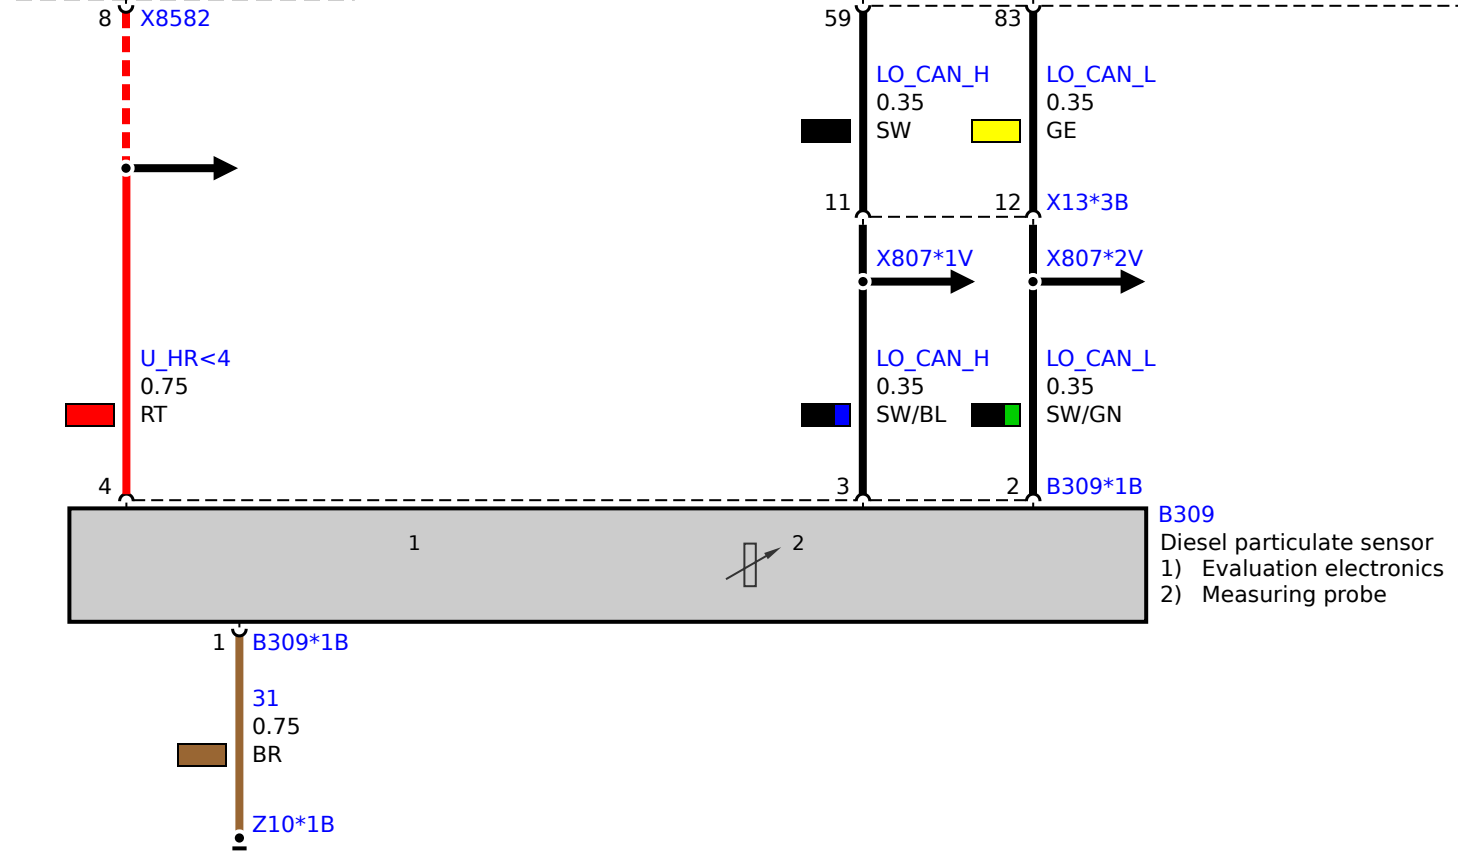 8 X8582
59
83
LO_CAN_H
0.35
SW
LO_CAN_L
0.35
GE
11
12 X13*3B
X807*1V
X807*2V
U_HR<4
0.75
RT
LO_CAN_H
0.35
SW/BL
LO_CAN_L
0.35
SW/GN
4
3
2 B309*1B
B309
Diesel particulate sensor
1) Evaluation electronics
2) Measuring probe
1
2
1 B309*1B
31
0.75
BR
Z10*1B